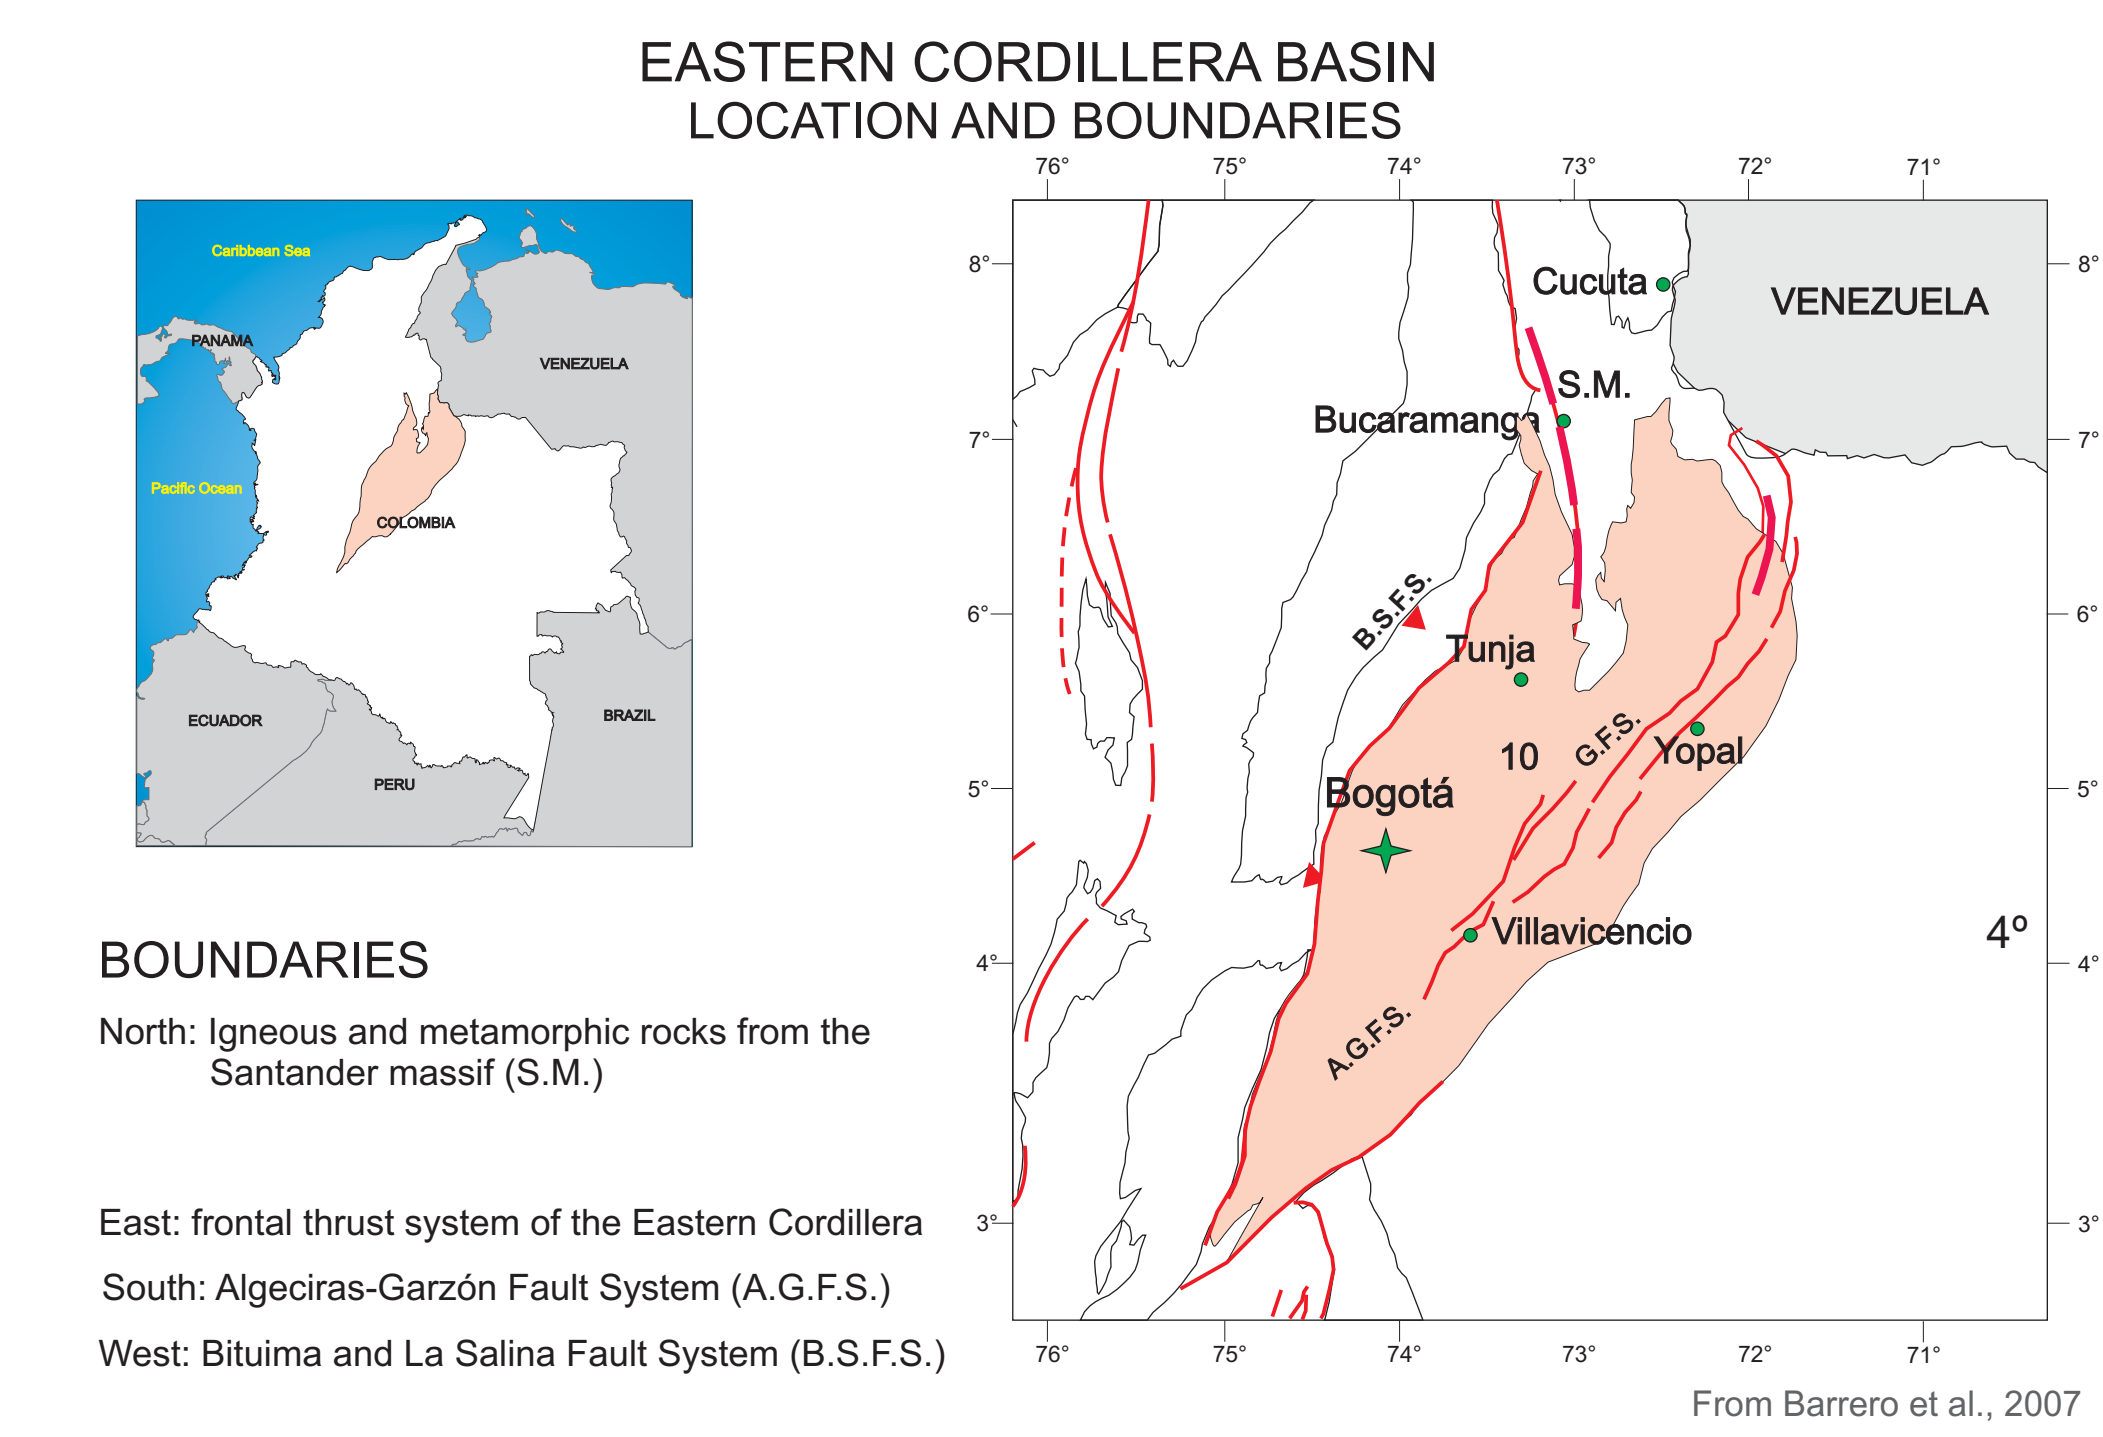 EASTERN CORDILLERA BASIN
LOCATION AND BOUNDARIES
Caribbean Sea
PANAMA
VENEZUELA
Pacific Ocean
COLOMBIA
ECUADOR
BRAZIL
PERU
76° 75° 74° 73° 72° 71°
8° 8°
Cucuta
VENEZUELA
S.M.
Bucaramanga
7° 7°
B.S.F.S.
6° 6°
Tunja
G.F.S.
10
Yopal
5° 5°
Bogotá
Villavicencio
4º
4° 4°
A.G.F.S.
3° 3°
76° 75° 74° 73° 72° 71°
BOUNDARIES
North: Igneous and metamorphic rocks from the
Santander massif (S.M.)
East: frontal thrust system of the Eastern Cordillera
South: Algeciras-Garzón Fault System (A.G.F.S.)
West: Bituima and La Salina Fault System (B.S.F.S.)
From Barrero et al., 2007